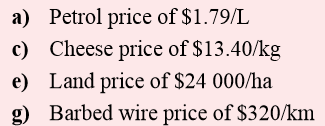 a) Petrol price of $1.79/L
c) Cheese price of $13.40/kg
e) Land price of $24 000/ha
g) Barbed wire price of $320/km